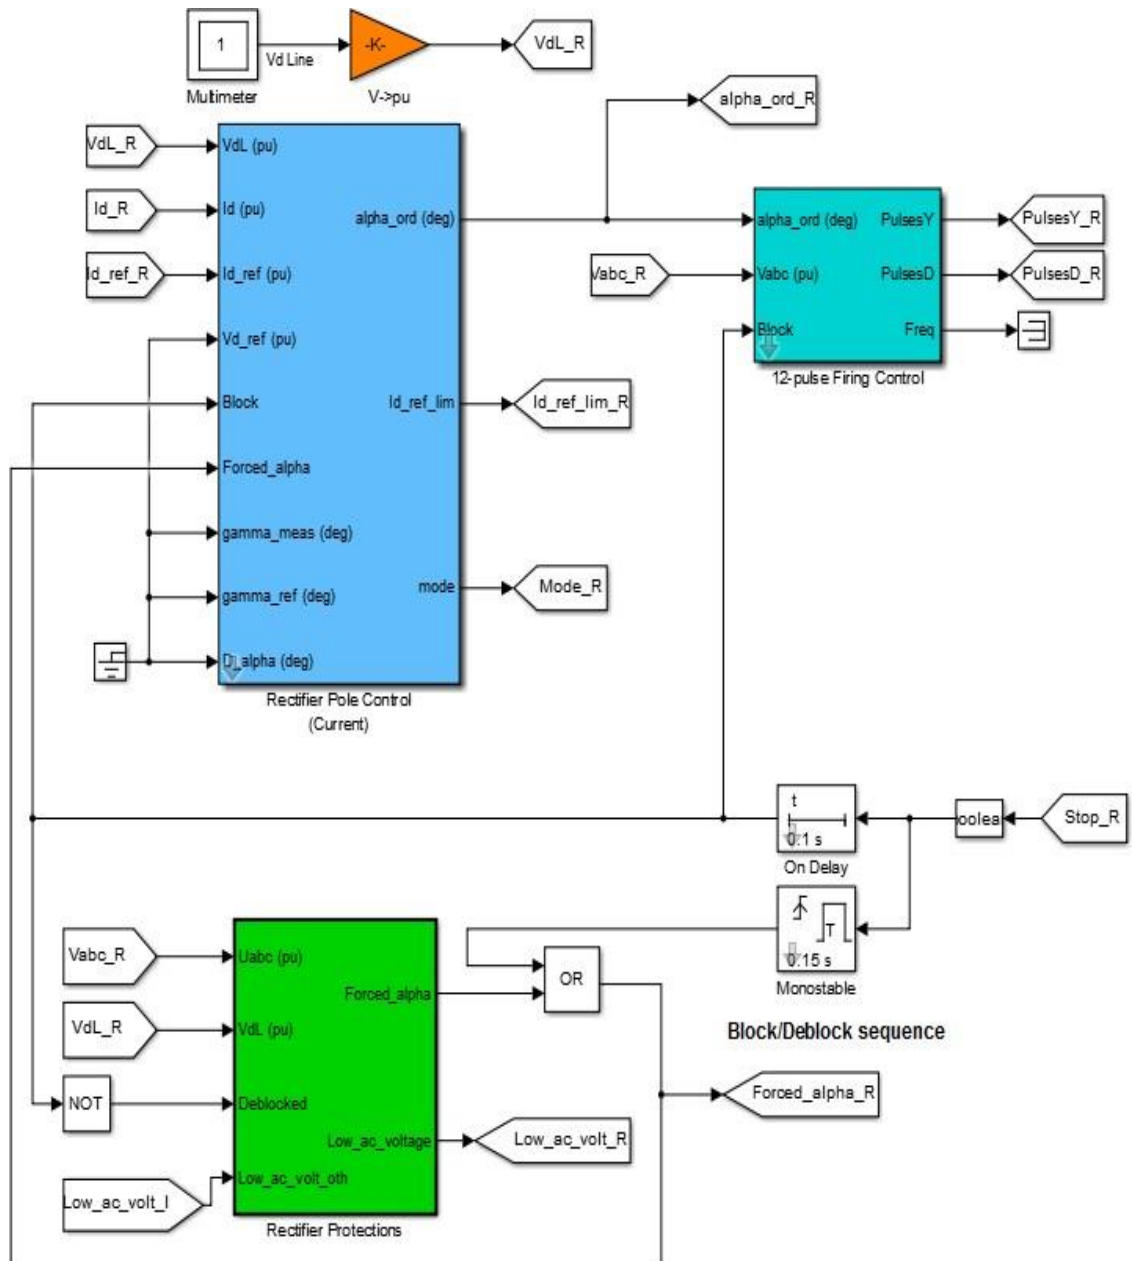 1
Vd Line
-K-
VdL_R
Multimeter
V->pu
alpha_ord_R
VdL_R
VdL (pu)
Id_R
Id (pu)
alpha_ord (deg)
alpha_ord (deg)
PulsesY
PulsesY_R
Id_ref_R
Id_ref (pu)
Vabc_R
Vabc (pu)
PulsesD
PulsesD_R
Vd_ref (pu)
Block
Freq
12-pulse Firing Control
Block
Id_ref_lim
Id_ref_lim_R
Forced_alpha
gamma_meas (deg)
gamma_ref (deg)
mode
Mode_R
D_alpha (deg)
Rectifier Pole Control
(Current)
t
0.1 s
On Delay
oolea
Stop_R
T
0.15 s
Monostable
Vabc_R
Uabc (pu)
Forced_alpha
OR
VdL_R
VdL (pu)
Block/Deblock sequence
NOT
Deblocked
Forced_alpha_R
Low_ac_voltage
Low_ac_volt_R
Low_ac_volt_I
Low_ac_volt_oth
Rectifier Protections